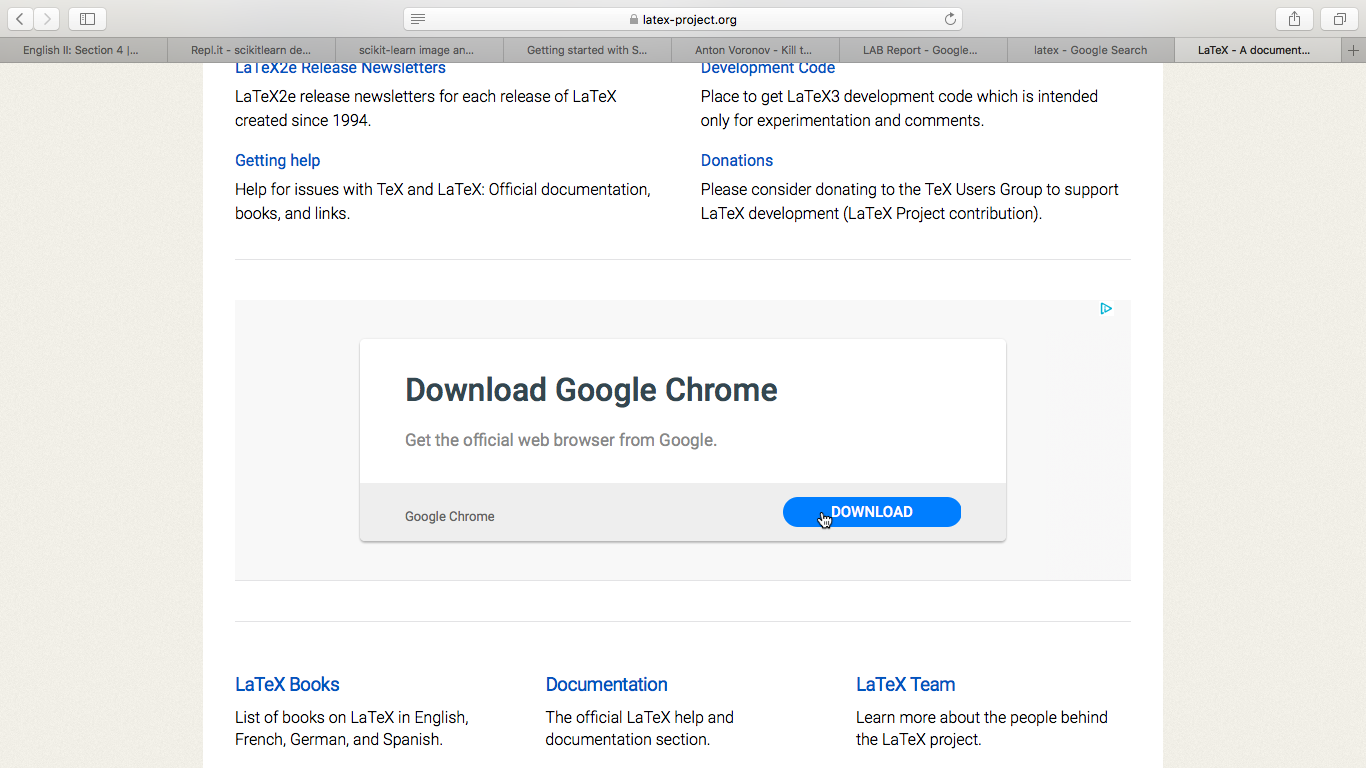 latex-project.org
English II: Section 4 |...
Repl.it - scikitlearn de...
scikit-learn image an...
Getting started with S...
Anton Voronov - Kill t...
LAB Report - Google...
latex - Google Search
LaTeX - A document...
LaTeX2e Release Newsletters
LaTeX2e release newsletters for each release of LaTeX
created since 1994.
Development Code
Place to get LaTeX3 development code which is intended
only for experimentation and comments.
Getting help
Help for issues with TeX and LaTeX: Official documentation,
books, and links.
Donations
Please consider donating to the TeX Users Group to support
LaTeX development (LaTeX Project contribution).
Download Google Chrome
Get the official web browser from Google.
Google Chrome
DOWNLOAD
LaTeX Books
List of books on LaTeX in English,
French, German, and Spanish.
Documentation
The official LaTeX help and
documentation section.
LaTeX Team
Learn more about the people behind
the LaTeX project.